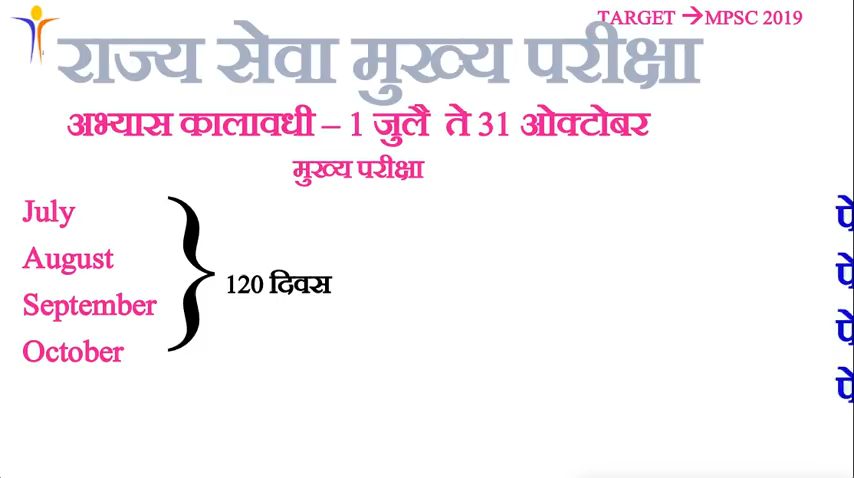 TARGET →MPSC 2019
राज्य सेवा मुख्य परीक्षा
अभ्यास कालावधी – 1 जुलै ते 31 ओक्टोबर
मुख्य परीक्षा
July
August
September
October
120 दिवस